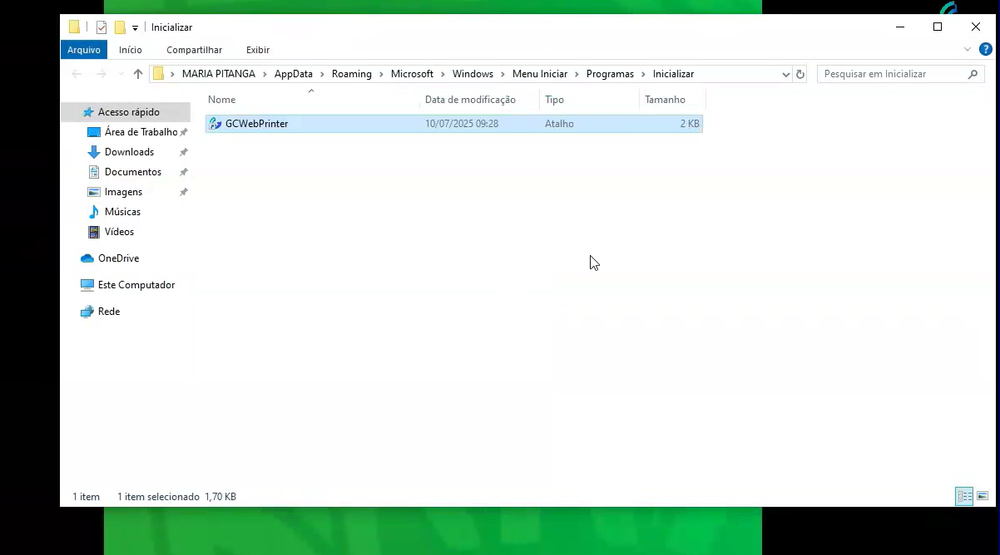 Inicializar
Arquivo Início Compartilhar Exibir
MARIA PITANGA AppData Roaming Microsoft Windows Menu Iniciar Programas Inicializar Pesquisar em Inicializar
Nome Data de modificação Tipo Tamanho
Acesso rápido
GCWebPrinter 10/07/2025 09:28 Atalho 2 KB
Área de Trabalho
Downloads
Documentos
Imagens
Músicas
Vídeos
OneDrive
Este Computador
Rede
1 item 1 item selecionado 1,70 KB